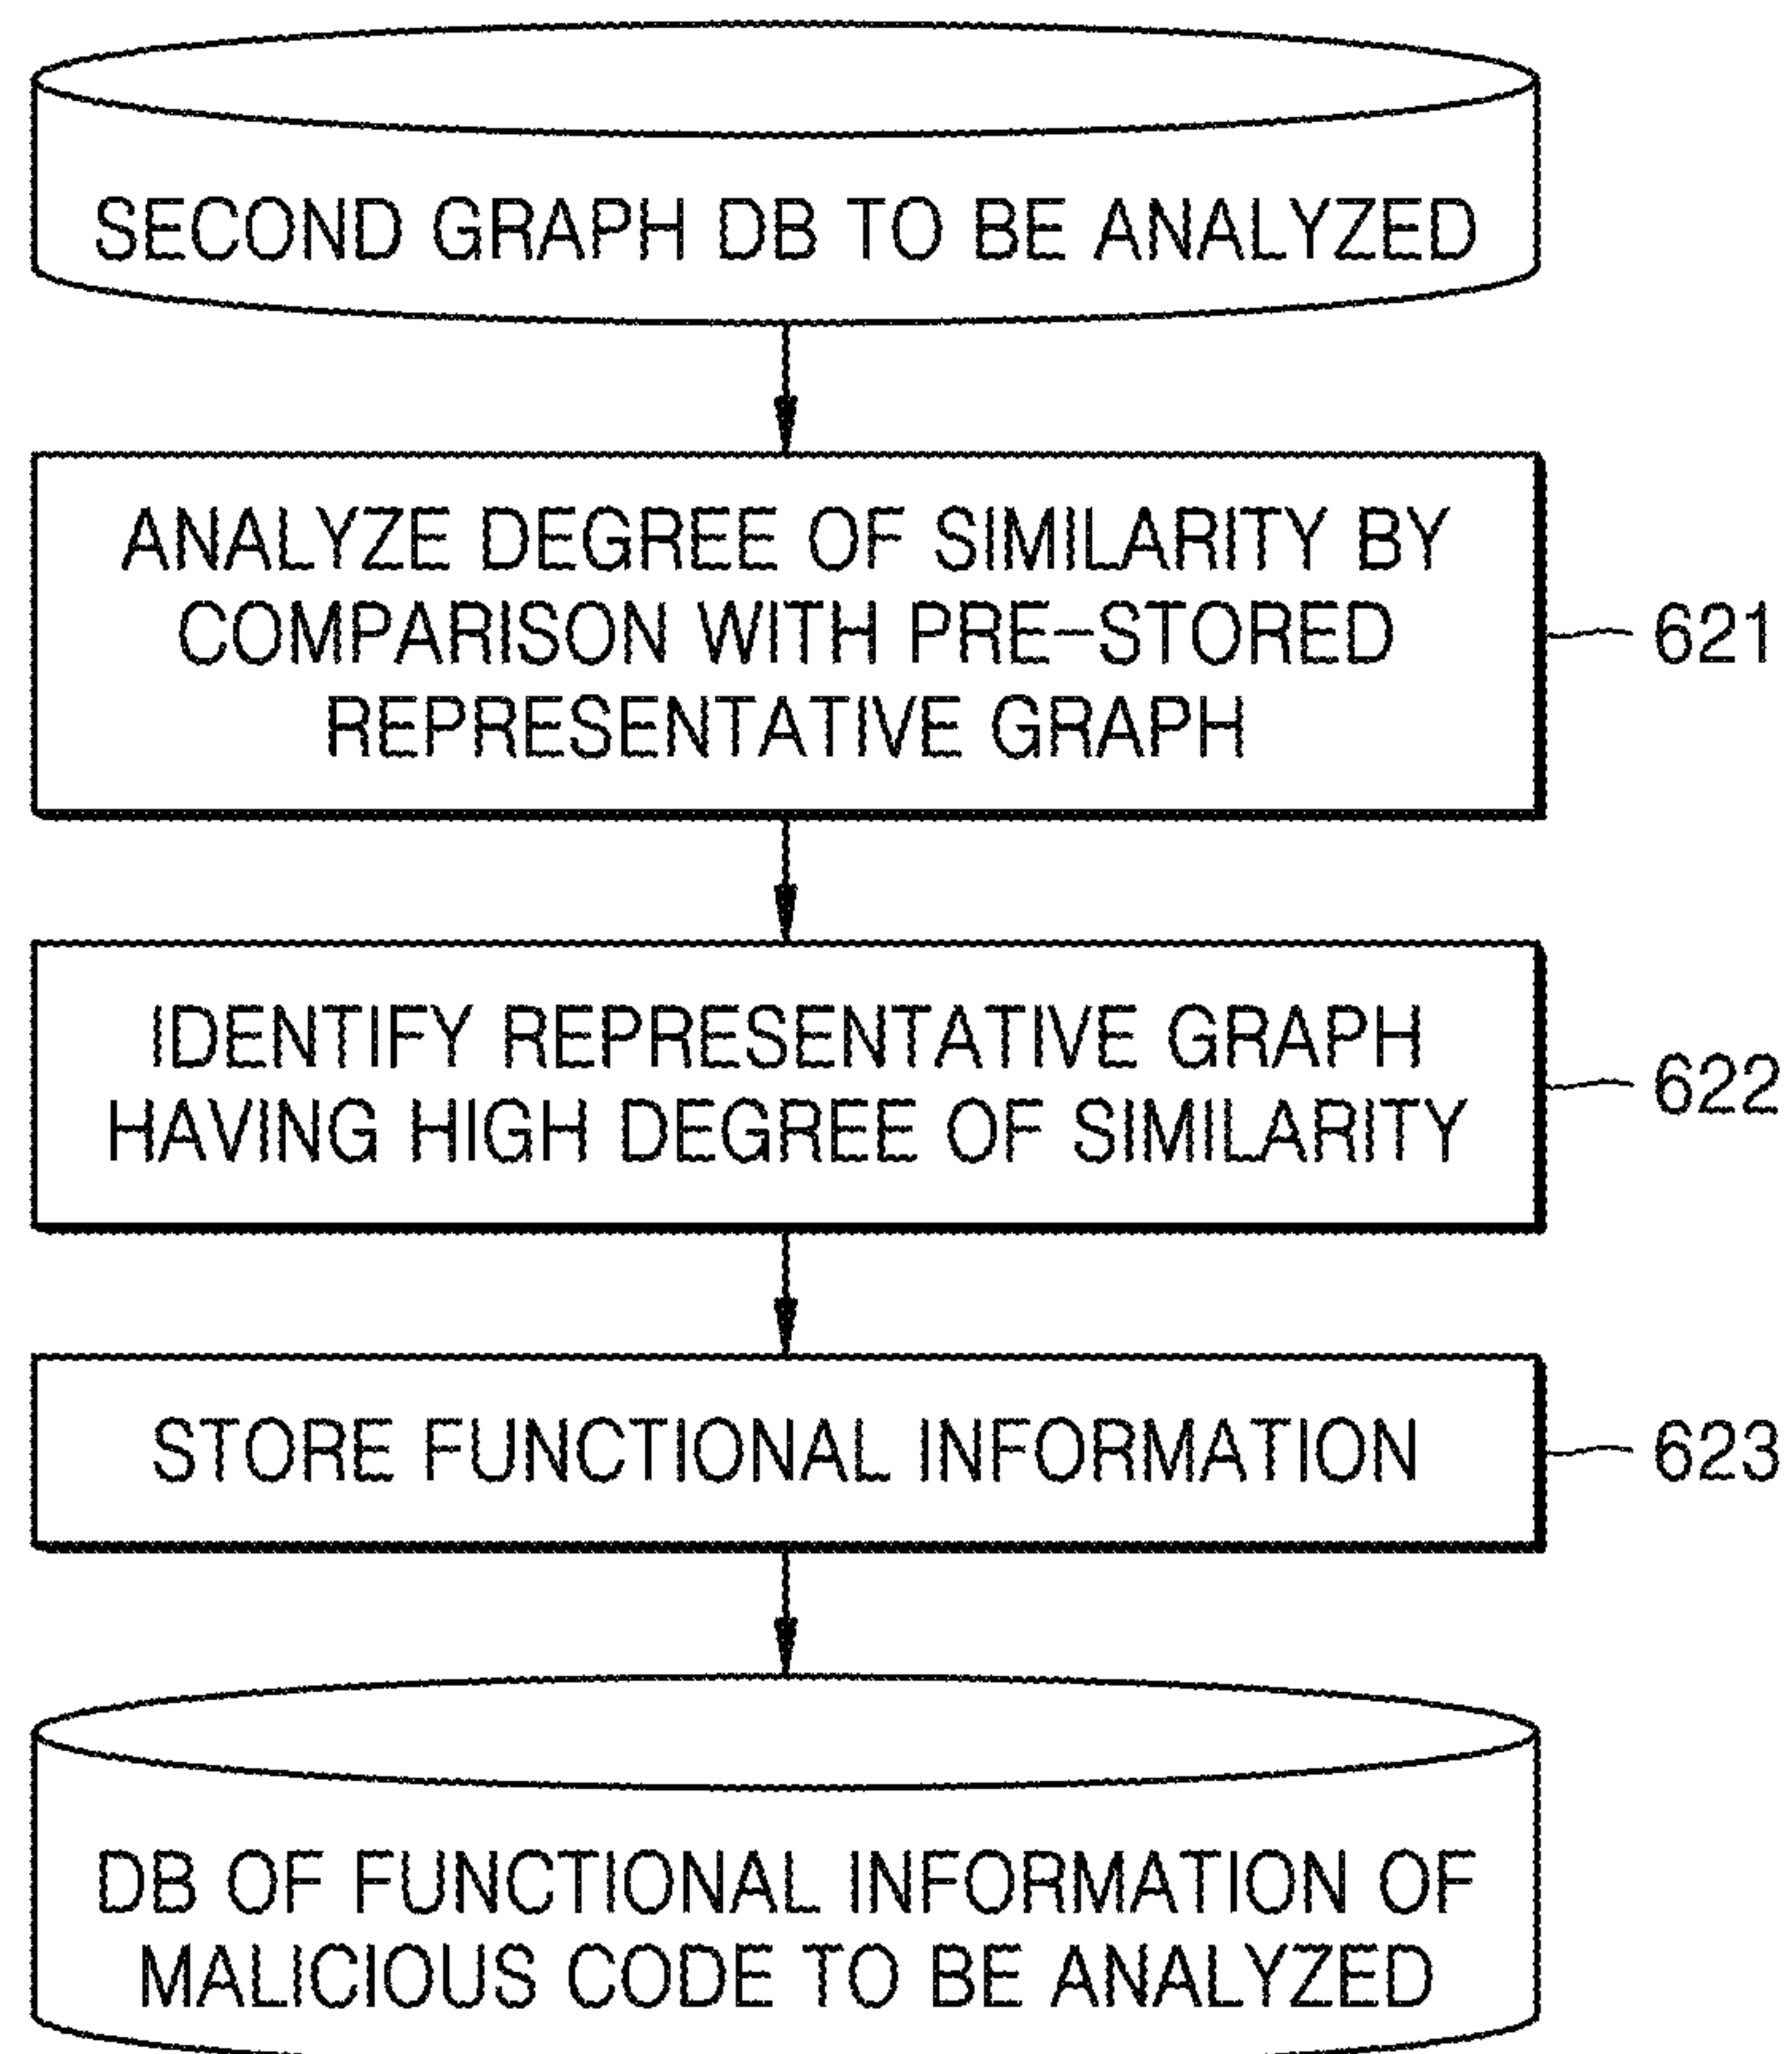 SECOND GRAPH DB TO BE ANALYZED
ANALYZE DEGREE OF SIMILARITY BY
COMPARISON WITH PRE-STORED
REPRESENTATIVE GRAPH
621
IDENTIFY REPRESENTATIVE GRAPH
HAVING HIGH DEGREE OF SIMILARITY
622
STORE FUNCTIONAL INFORMATION
623
DB OF FUNCTIONAL INFORMATION OF
MALICIOUS CODE TO BE ANALYZED